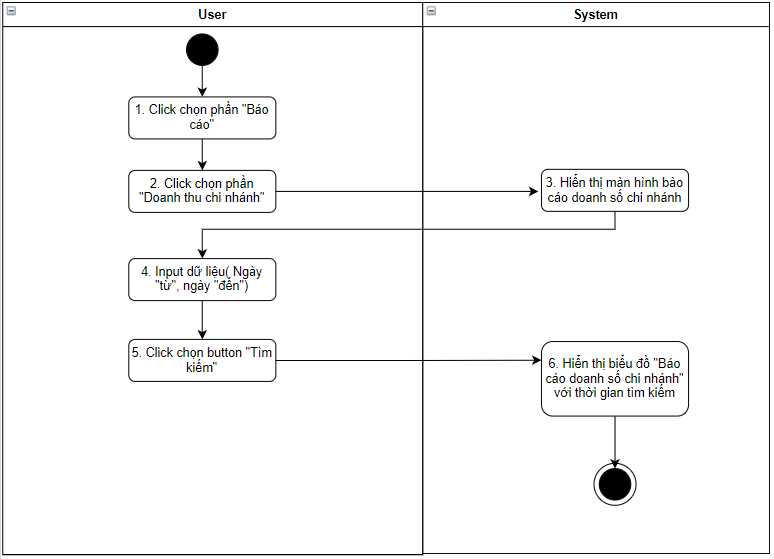 User
System
1. Click chọn phần "Báo
cáo"
2. Click chọn phần
"Doanh thu chi nhánh"
3. Hiển thị màn hình bào
cáo doanh số chi nhánh
4. Input dữ liệu( Ngày
"từ", ngày "đến")
5. Click chọn button "Tìm
kiếm"
6. Hiển thị biểu đồ "Báo
cáo doanh số chi nhánh"
với thời gian tìm kiếm